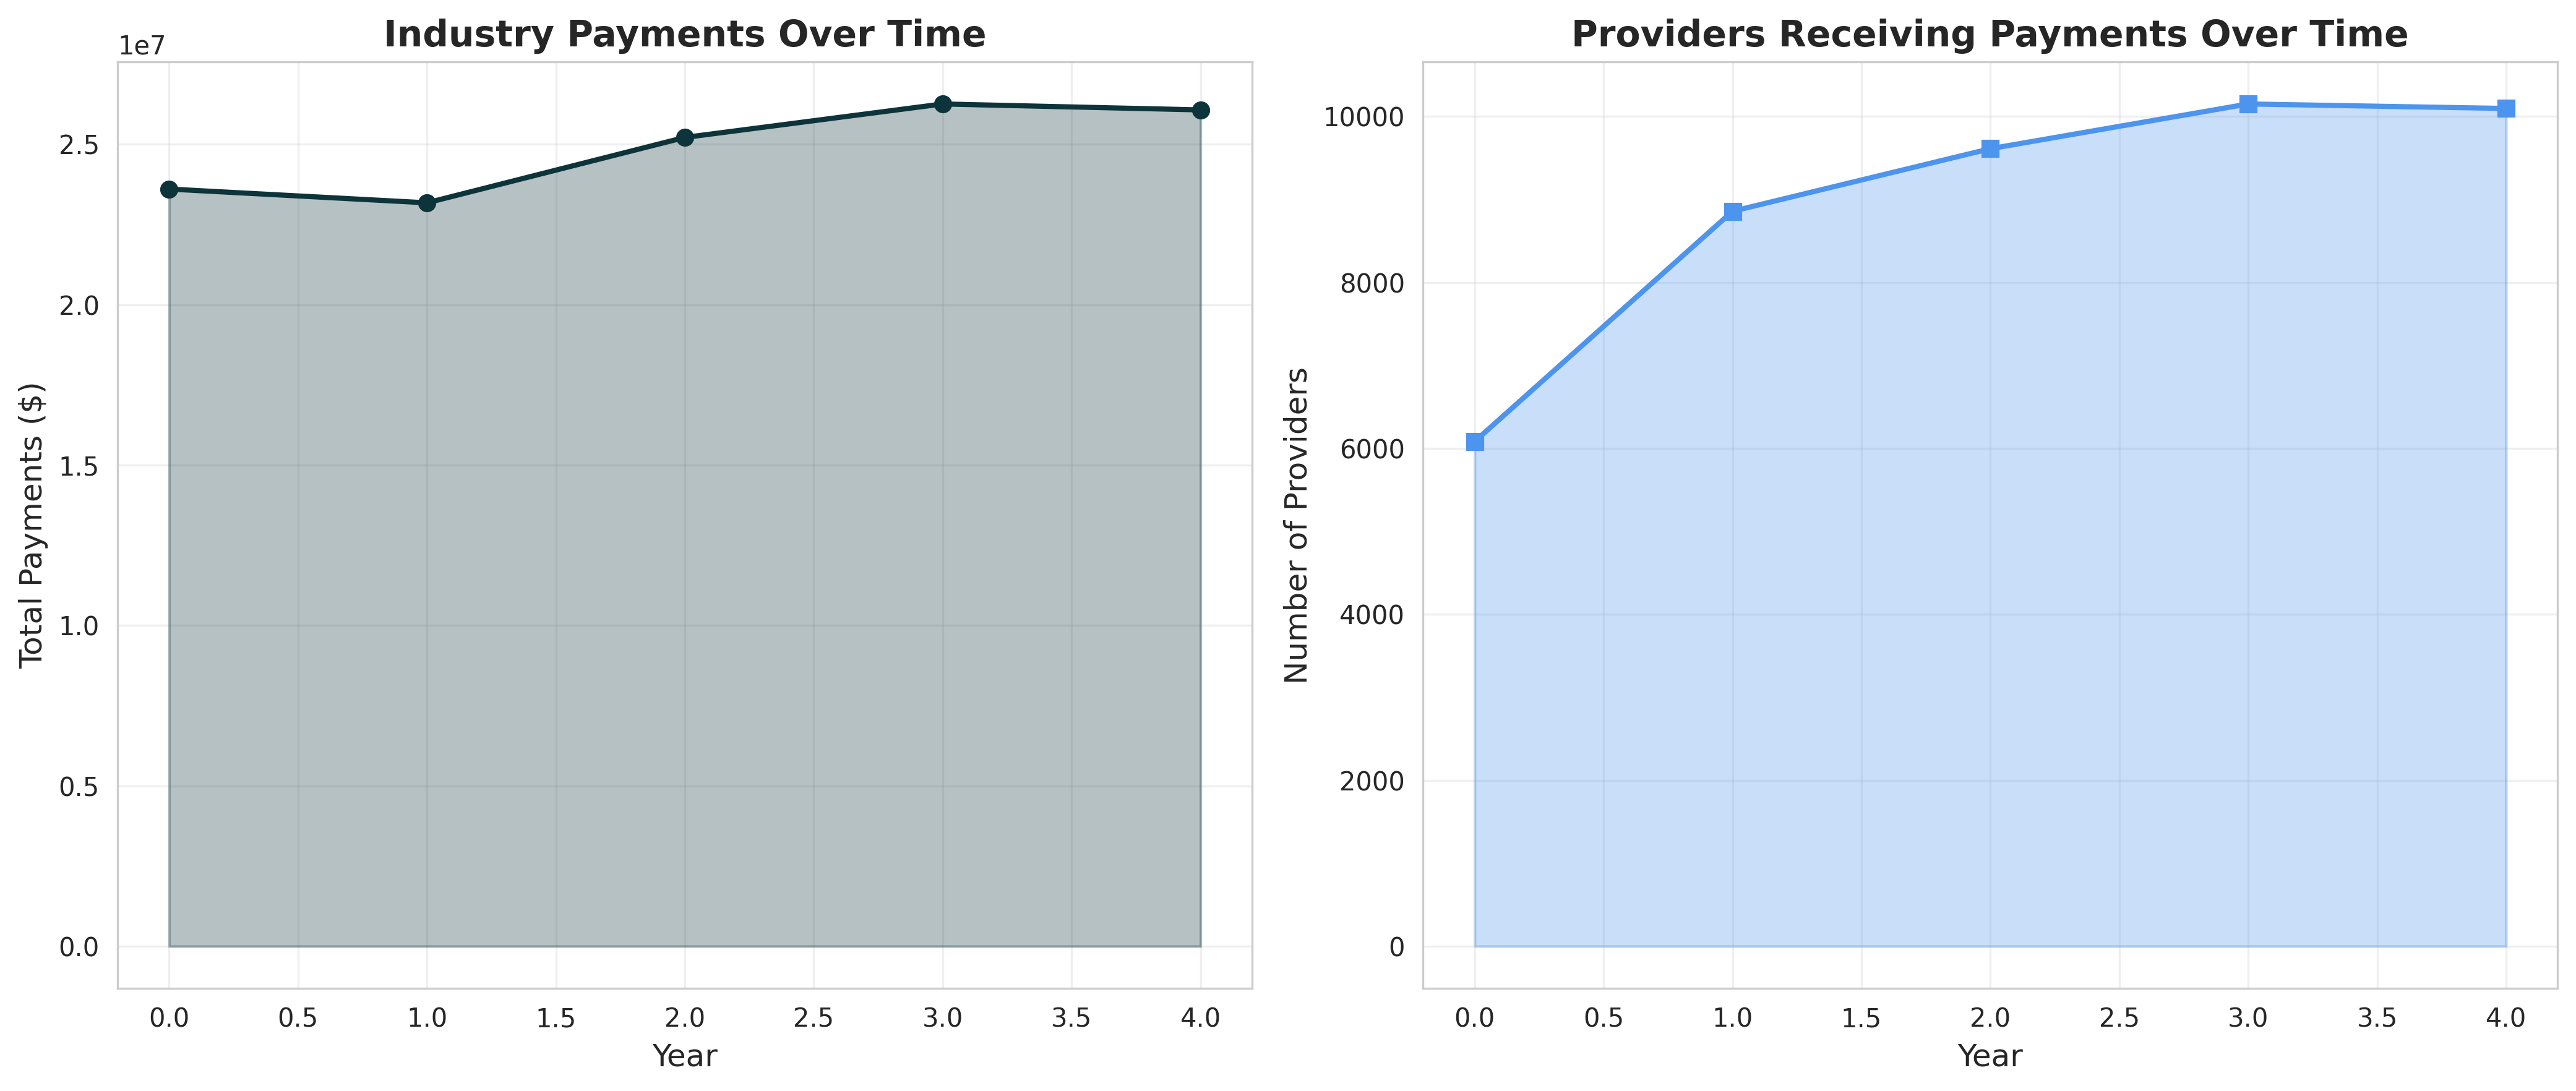 Industry Payments Over Time
1e7
2.5
2.0
1.5
1.0
0.5
0.0
Total Payments ($)
0.0 0.5 1.0 1.5 2.0 2.5 3.0 3.5 4.0
Year
Providers Receiving Payments Over Time
10000
8000
6000
4000
2000
0
Number of Providers
0.0 0.5 1.0 1.5 2.0 2.5 3.0 3.5 4.0
Year